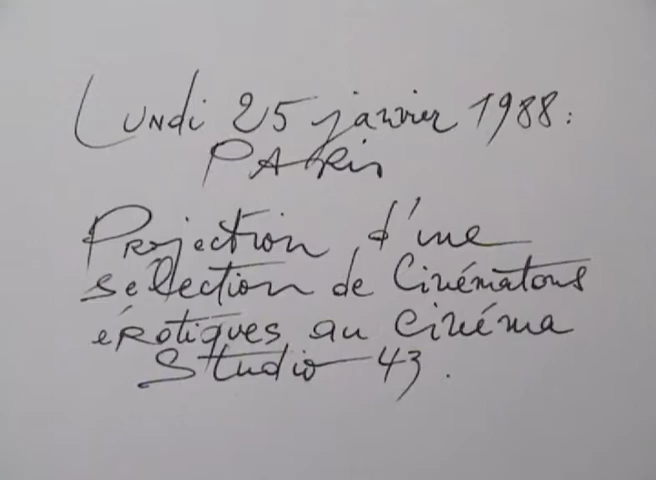 Lundi 25 janvier 1988 :
PARis
Projection d'une
sélection de Cinématons
érotiques au cinéma
Studio 43.